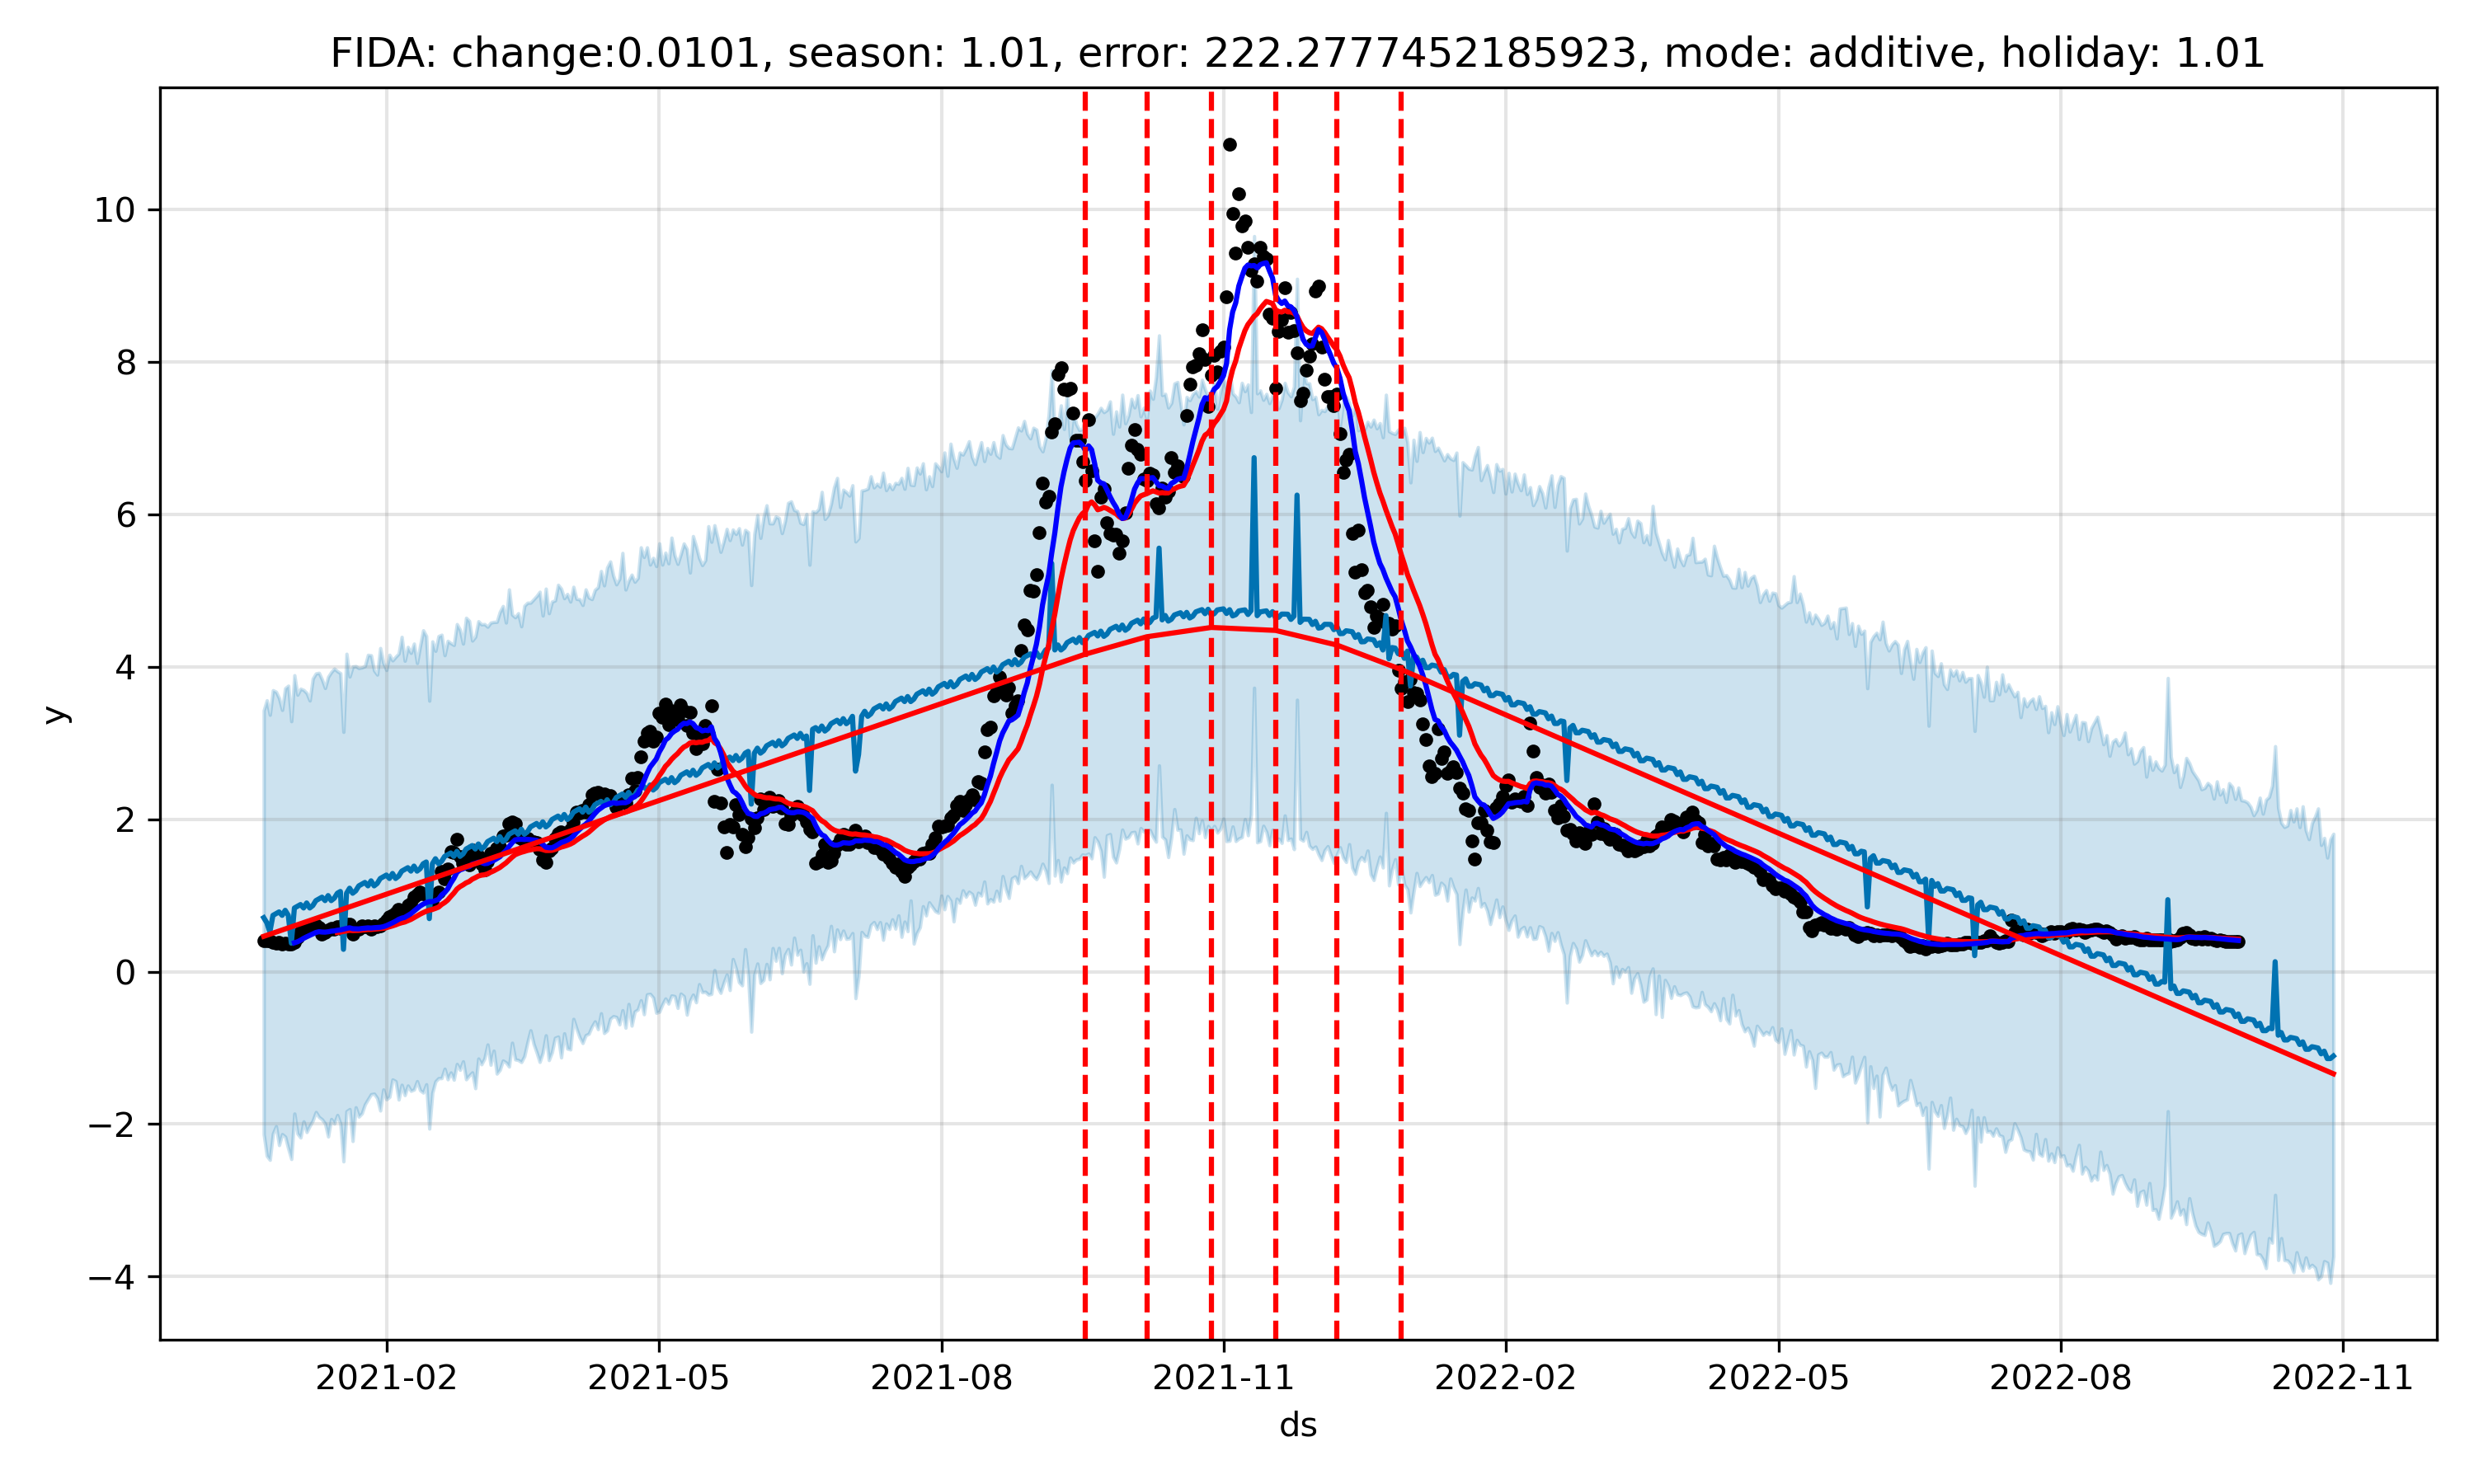 FIDA: change:0.0101, season: 1.01, error: 222.2777452185923, mode: additive, holiday: 1.01
10
8
6
4
2
0
−2
−4
y
2021-02 2021-05 2021-08 2021-11 2022-02 2022-05 2022-08 2022-11
ds